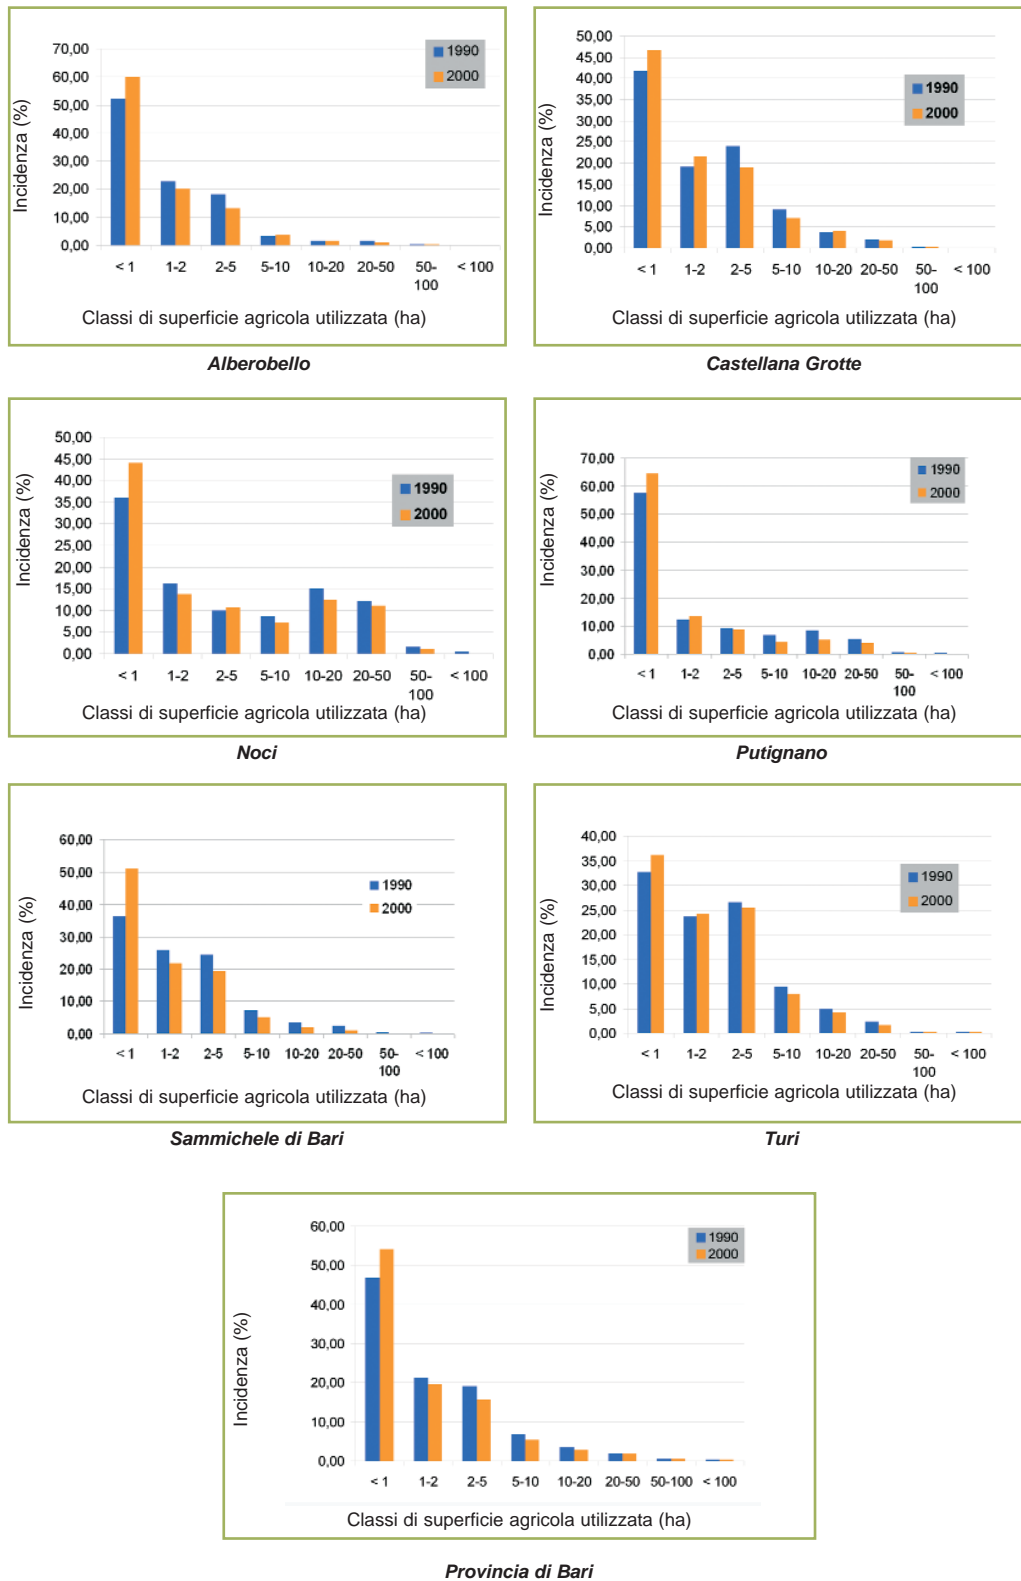 70,00
60,00
50,00
40,00
30,00
20,00
10,00
0,00
Incidenza (%)
1990
2000
< 1 1-2 2-5 5-10 10-20 20-50 50-100 < 100
Classi di superficie agricola utilizzata (ha)
Alberobello
50,00
45,00
40,00
35,00
30,00
25,00
20,00
15,00
10,00
5,00
0,00
Incidenza (%)
1990
2000
< 1 1-2 2-5 5-10 10-20 20-50 50-100 < 100
Classi di superficie agricola utilizzata (ha)
Castellana Grotte
50,00
45,00
40,00
35,00
30,00
25,00
20,00
15,00
10,00
5,00
0,00
Incidenza (%)
1990
2000
< 1 1-2 2-5 5-10 10-20 20-50 50-100 < 100
Classi di superficie agricola utilizzata (ha)
Noci
70,00
60,00
50,00
40,00
30,00
20,00
10,00
0,00
Incidenza (%)
1990
2000
< 1 1-2 2-5 5-10 10-20 20-50 50-100 < 100
Classi di superficie agricola utilizzata (ha)
Putignano
60,00
50,00
40,00
30,00
20,00
10,00
0,00
Incidenza (%)
1990
2000
< 1 1-2 2-5 5-10 10-20 20-50 50-100 < 100
Classi di superficie agricola utilizzata (ha)
Sammichele di Bari
40,00
35,00
30,00
25,00
20,00
15,00
10,00
5,00
0,00
Incidenza (%)
1990
2000
< 1 1-2 2-5 5-10 10-20 20-50 50-100 < 100
Classi di superficie agricola utilizzata (ha)
Turi
60,00
50,00
40,00
30,00
20,00
10,00
0,00
Incidenza (%)
1990
2000
< 1 1-2 2-5 5-10 10-20 20-50 50-100 < 100
Classi di superficie agricola utilizzata (ha)
Provincia di Bari